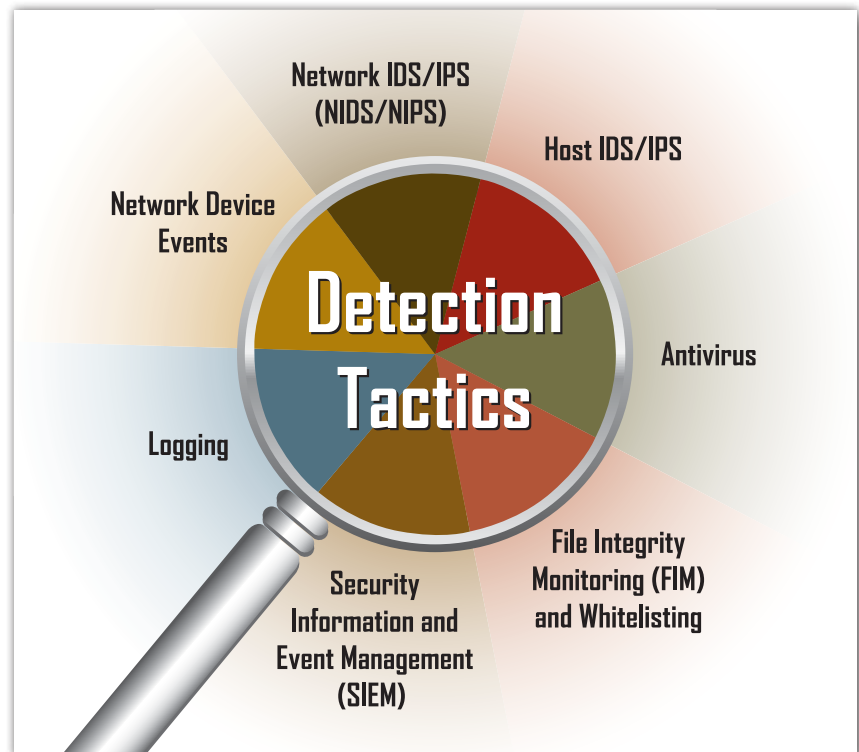 Network IDS/IPS
(NIDS/NIPS)
Host IDS/IPS
Network Device
Events
Detection
Tactics
Antivirus
Logging
File Integrity
Monitoring (FIM)
and Whitelisting
Security
Information and
Event Management
(SIEM)